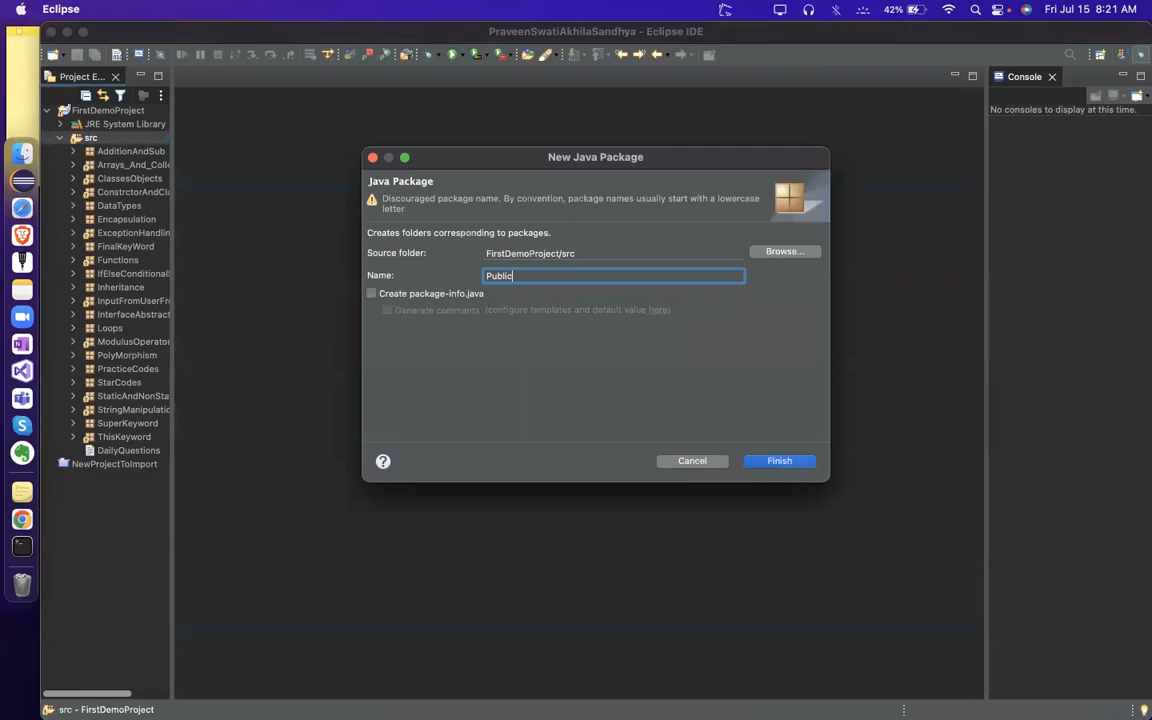 Eclipse
42%
Fri Jul 15 8:21 AM
PraveenSwatiAkhilaSandhya - Eclipse IDE
Project E...
FirstDemoProject
JRE System Library
src
AdditionAndSub
Arrays_And_Colle
ClassesObjects
ConstrctorAndCla
DataTypes
Encapsulation
ExceptionHandlin
FinalKeyWord
Functions
IfElseConditionalS
Inheritance
InputFromUserFro
InterfaceAbstract
Loops
ModulusOperator
PolyMorphism
PracticeCodes
StarCodes
StaticAndNonSta
StringManipulatio
SuperKeyword
ThisKeyword
DailyQuestions
NewProjectToImport
New Java Package
Java Package
Discouraged package name. By convention, package names usually start with a lowercase
letter
Creates folders corresponding to packages.
Source folder:
FirstDemoProject/src
Browse...
Name:
Public
Create package-info.java
Generate comments (configure templates and default value here)
?
Cancel
Finish
Console
No consoles to display at this time.
src - FirstDemoProject